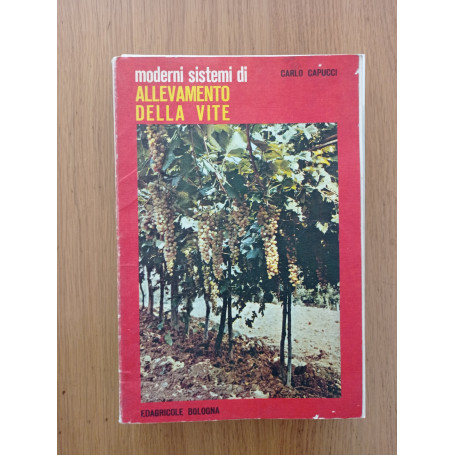 moderni sistemi di
CARLO CAPUCCI
ALLEVAMENTO
DELLA VITE
EDAGRICOLE BOLOGNA